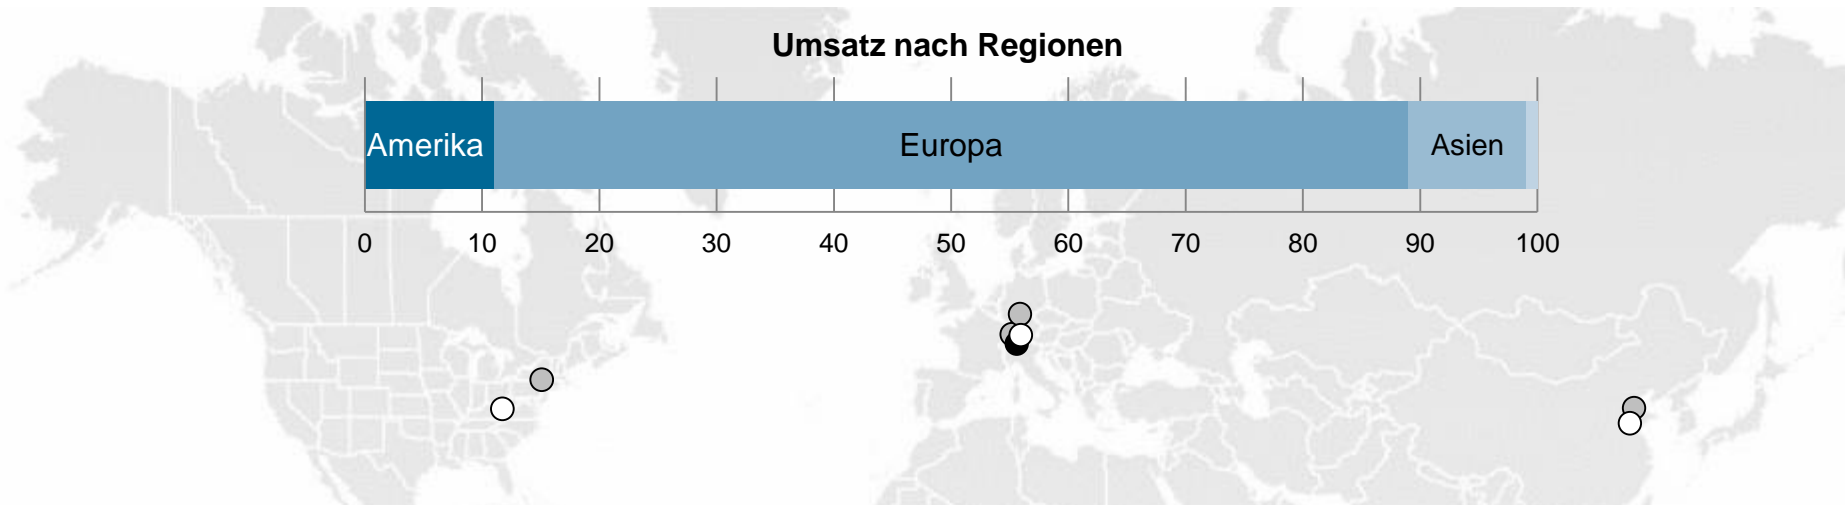 Umsatz nach Regionen
Amerika Europa Asien
0 10 20 30 40 50 60 70 80 90 100